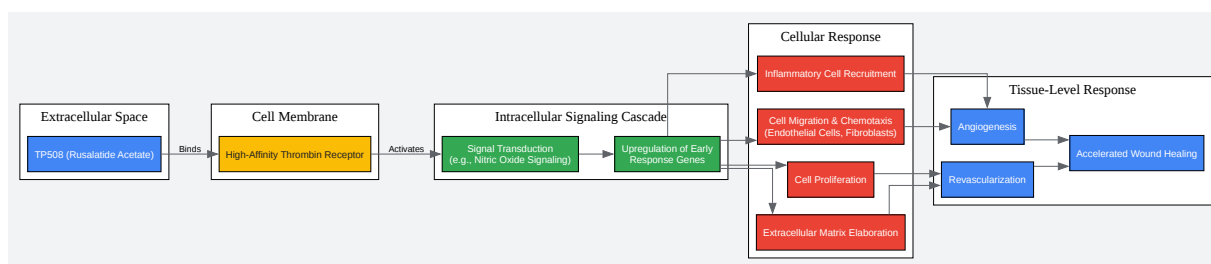 Extracellular Space
TP508 (Rusalatide Acetate)
Binds
Cell Membrane
High-Affinity Thrombin Receptor
Activates
Intracellular Signaling Cascade
Signal Transduction
(e.g., Nitric Oxide Signaling)
Upregulation of Early
Response Genes
Cellular Response
Inflammatory Cell Recruitment
Cell Migration & Chemotaxis
(Endothelial Cells, Fibroblasts)
Cell Proliferation
Extracellular Matrix Elaboration
Tissue-Level Response
Angiogenesis
Revascularization
Accelerated Wound Healing